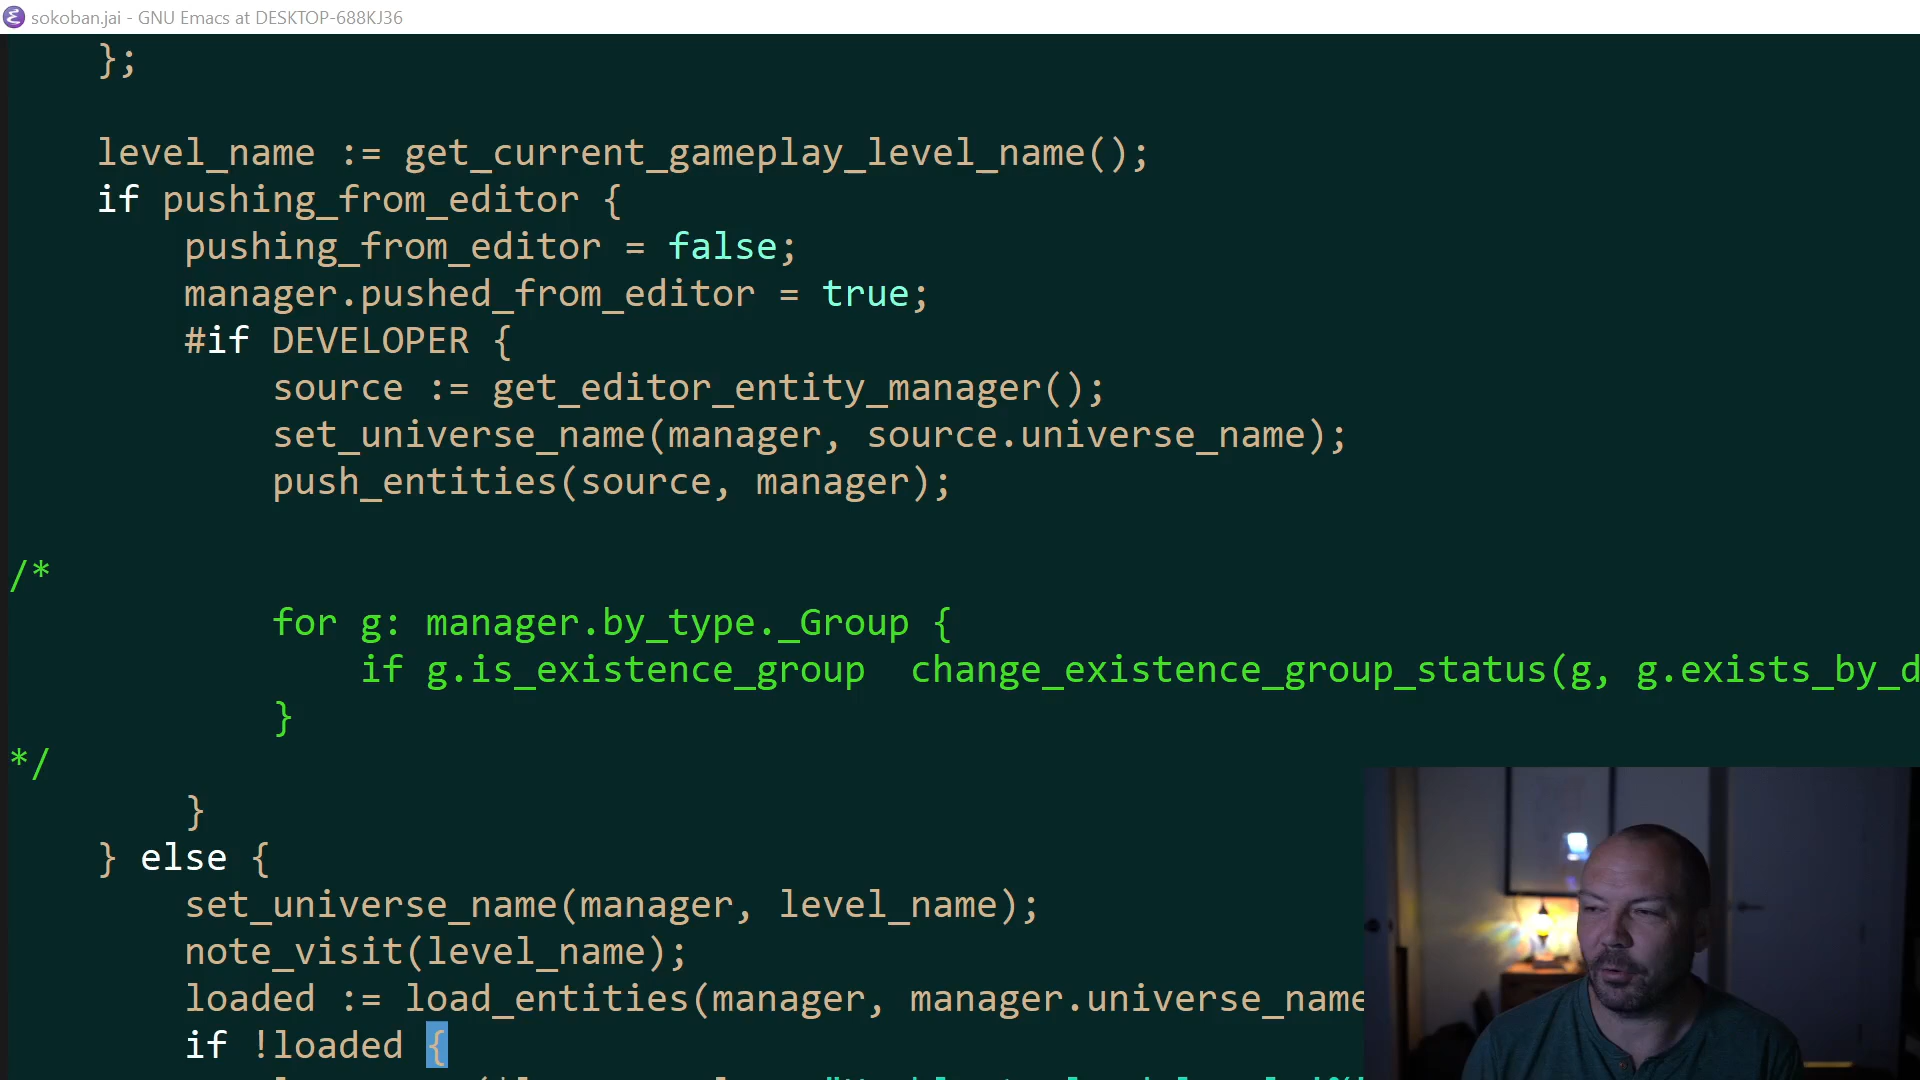 sokoban.jai - GNU Emacs at DESKTOP-688KJ36
};
level_name := get_current_gameplay_level_name();
if pushing_from_editor {
pushing_from_editor = false;
manager.pushed_from_editor = true;
#if DEVELOPER {
source := get_editor_entity_manager();
set_universe_name(manager, source.universe_name);
push_entities(source, manager);
/*
for g: manager.by_type._Group {
if g.is_existence_group  change_existence_group_status(g, g.exists_by_d
}
*/
}
} else {
set_universe_name(manager, level_name);
note_visit(level_name);
loaded := load_entities(manager, manager.universe_name
if !loaded {